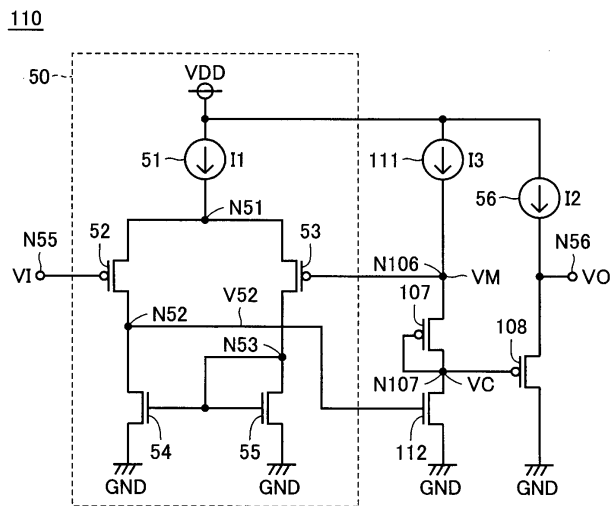 110
50
VDD
51 I1
111 I3
56 I2
N51
N55 52 53
VI
N106 VM
N56
VO
V52
107
N52
N53
108
N107 VC
54
55
112
GND GND GND GND